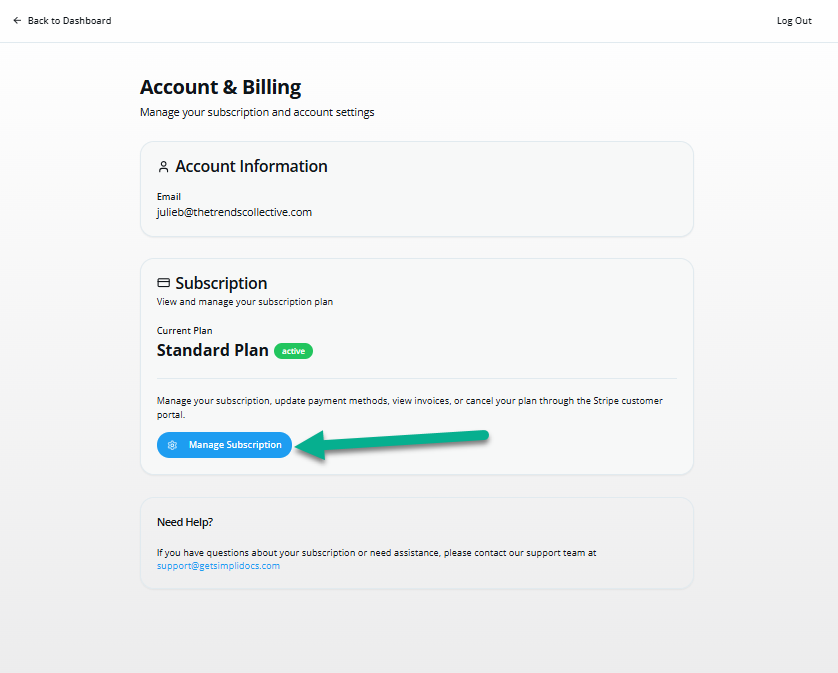 Back to Dashboard
Log Out
Account & Billing
Manage your subscription and account settings
Account Information
Email
julieb@thetrendscollective.com
Subscription
View and manage your subscription plan
Current Plan
Standard Plan active
Manage your subscription, update payment methods, view invoices, or cancel your plan through the Stripe customer
portal.
Manage Subscription
Need Help?
If you have questions about your subscription or need assistance, please contact our support team at
support@getsimplidocs.com